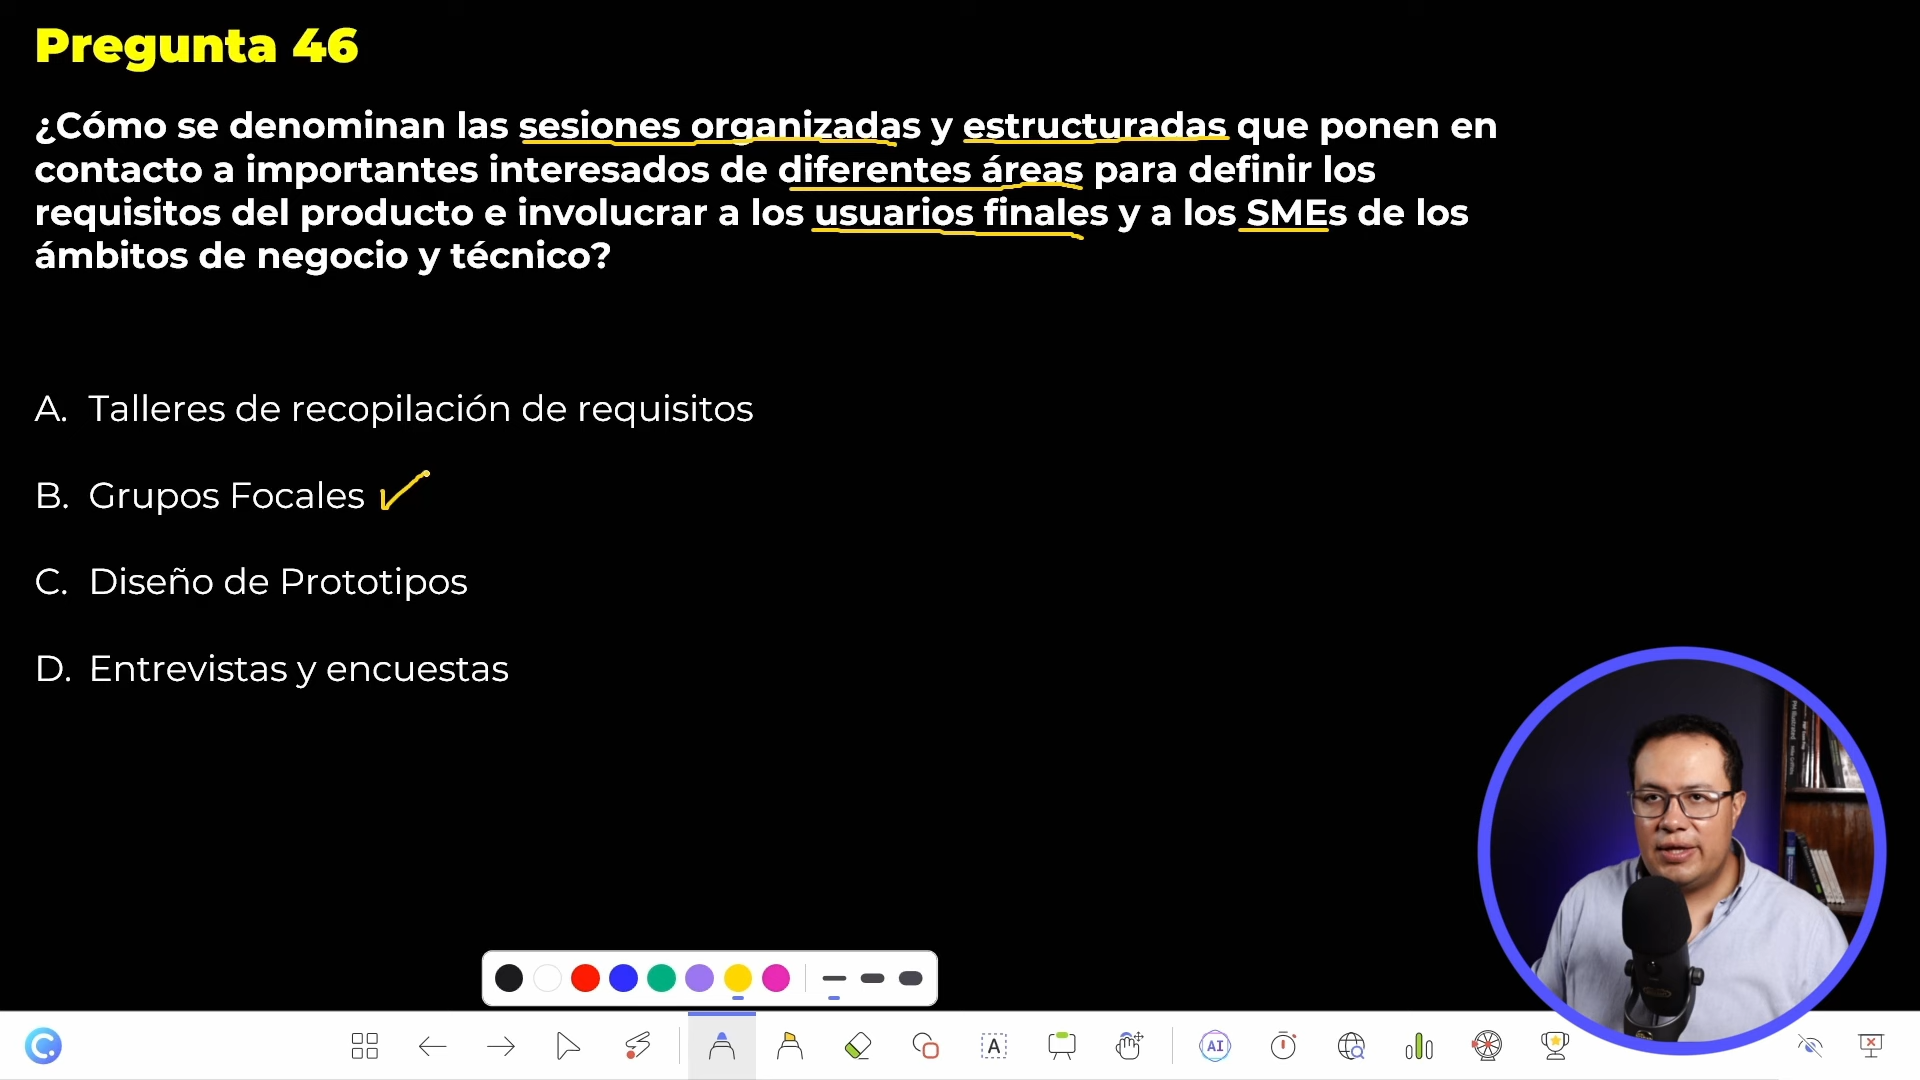 Pregunta 46
¿Cómo se denominan las sesiones organizadas y estructuradas que ponen en
contacto a importantes interesados de diferentes áreas para definir los
requisitos del producto e involucrar a los usuarios finales y a los SMEs de los
ámbitos de negocio y técnico?
A. Talleres de recopilación de requisitos
B. Grupos Focales
C. Diseño de Prototipos
D. Entrevistas y encuestas
A
AI